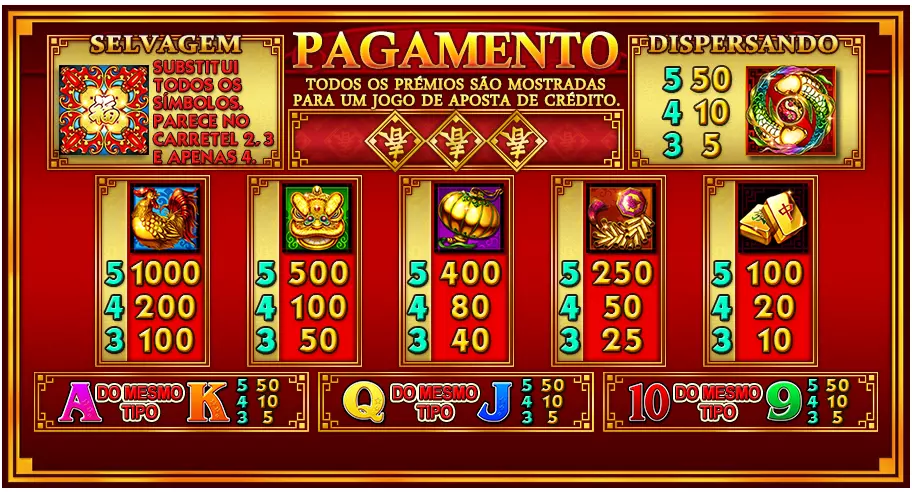 SELVAGEM
SUBSTITUI
TODOS OS
SÍMBOLOS.
PARECE NO
CARRETEL 2, 3
E APENAS 4.
PAGAMENTO
TODOS OS PRÉMIOS SÃO MOSTRADAS
PARA UM JOGO DE APOSTA DE CRÉDITO.
DISPERSANDO
5 50
4 10
3 5
5 1000
4 200
3 100
5 500
4 100
3 50
5 400
4 80
3 40
5 250
4 50
3 25
5 100
4 20
3 10
A DO MESMO TIPO K
5 50
4 10
3 5
Q DO MESMO TIPO J
5 50
4 10
3 5
10 DO MESMO TIPO 9
5 50
4 10
3 5